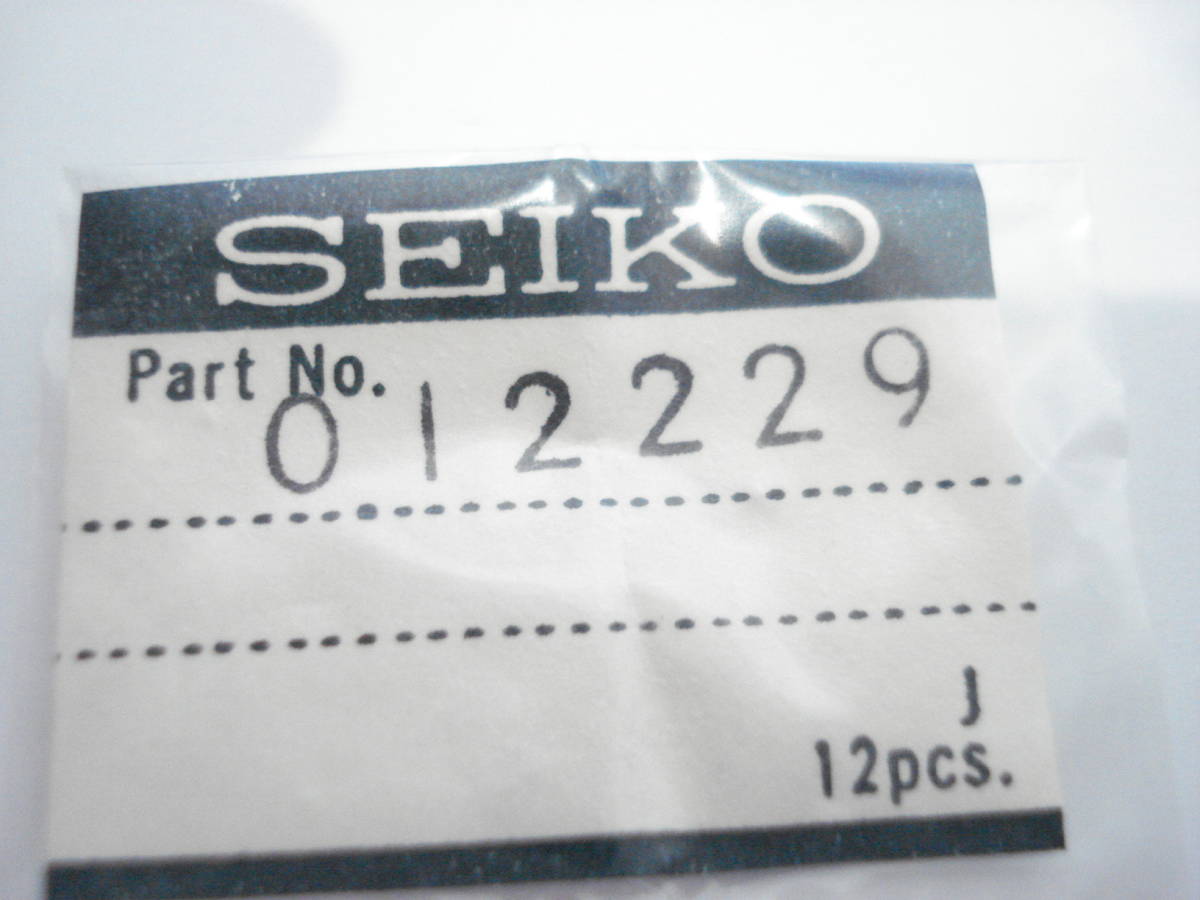 SEIKO
Part No.
012229
J
12pcs.